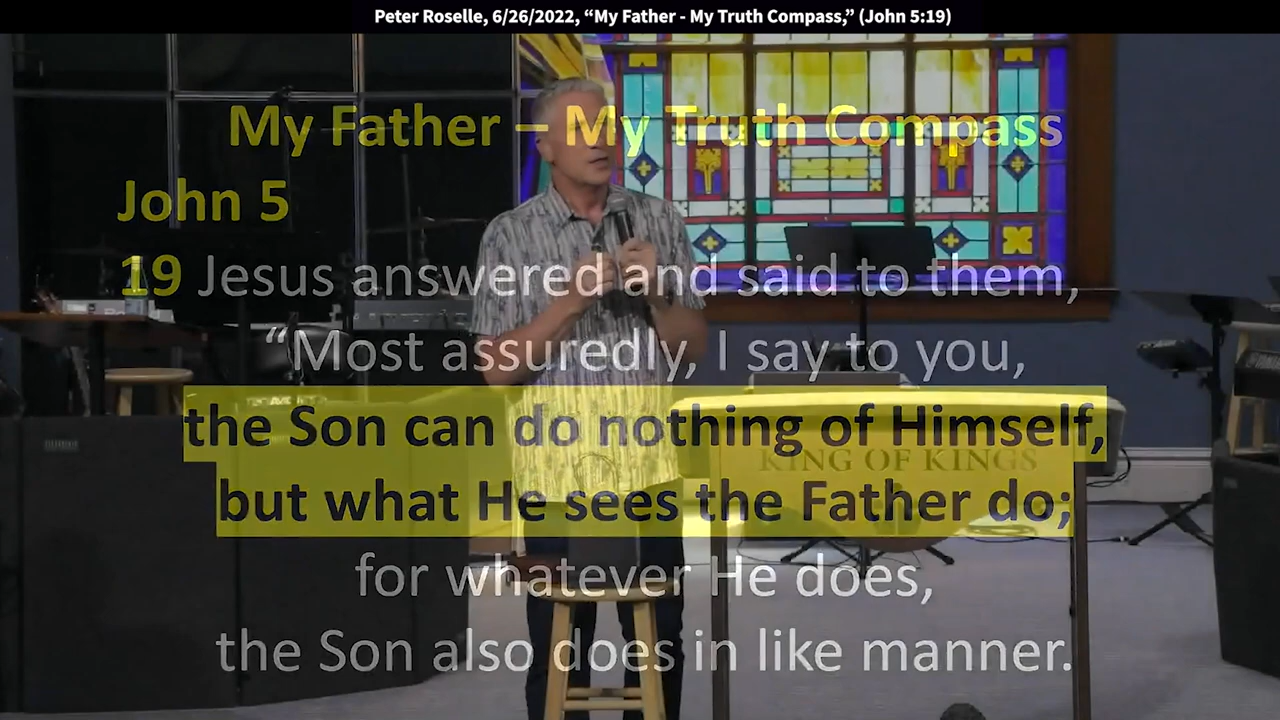 Peter Roselle, 6/26/2022, “My Father - My Truth Compass,” (John 5:19)
My Father – My Truth Compass
John 5
19 Jesus answered and said to them,
“Most assuredly, I say to you,
the Son can do nothing of Himself,
KING OF KINGS
but what He sees the Father do;
for whatever He does,
the Son also does in like manner.